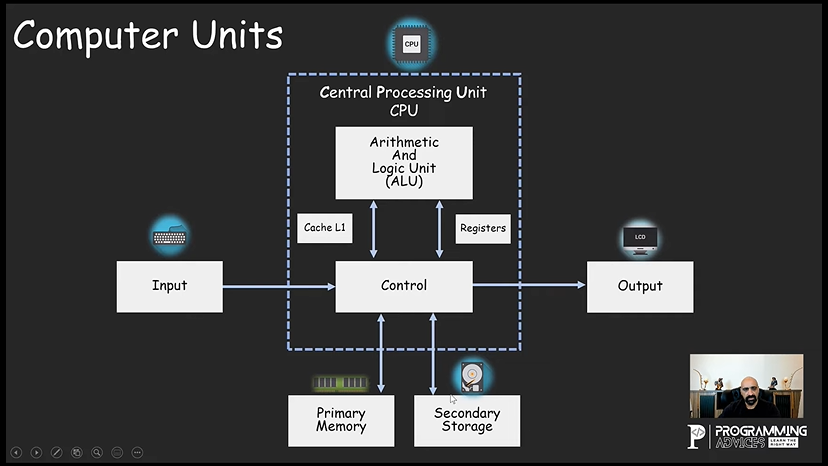 Computer Units
CPU
Central Processing Unit
CPU
Arithmetic
And
Logic Unit
(ALU)
Cache L1
Registers
LCD
Input
Control
Output
Primary
Memory
Secondary
Storage
PROGRAMMING
ADVICES
LEARN THE
RIGHT WAY